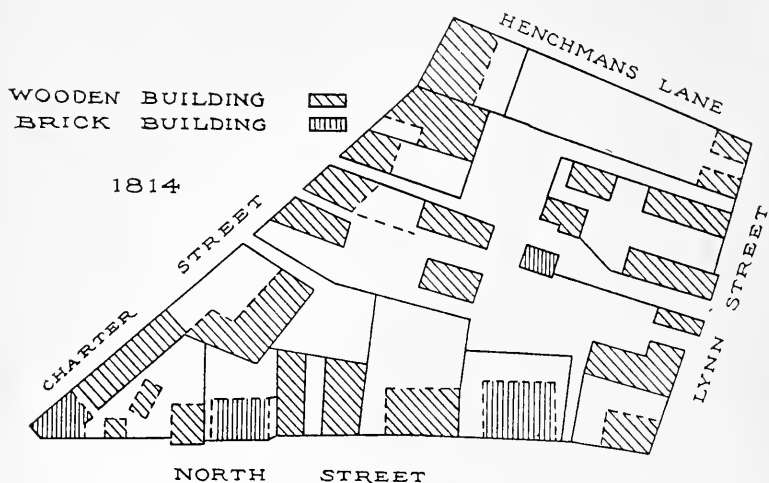 HENCHMANS LANE
WOODEN BUILDING
BRICK BUILDING
1814
CHARTER STREET
LYNN STREET
NORTH STREET